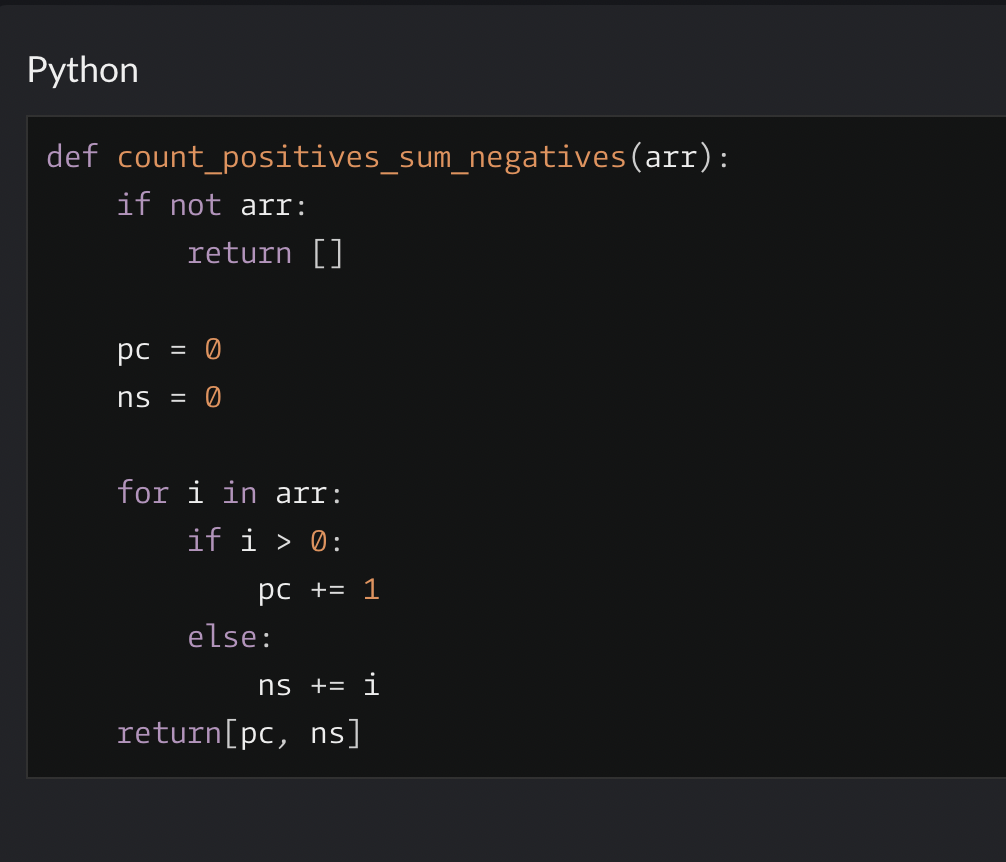 Python
def count_positives_sum_negatives(arr):
    if not arr:
        return []

    pc = 0
    ns = 0

    for i in arr:
        if i > 0:
            pc += 1
        else:
            ns += i
    return[pc, ns]